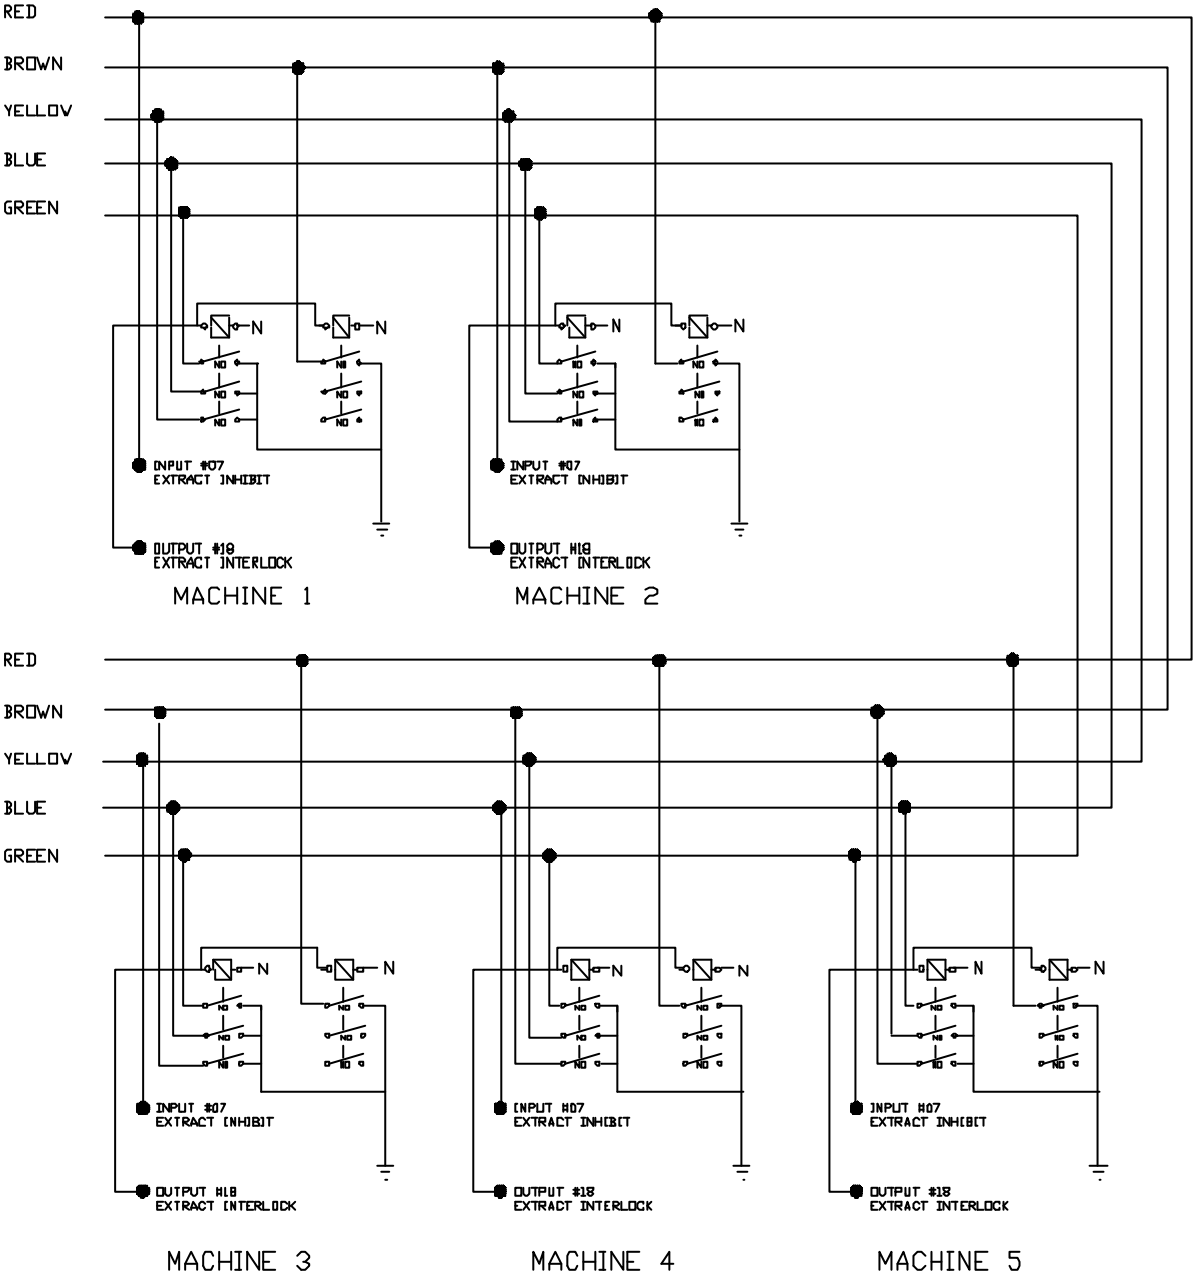 RED
BROWN
YELLOW
BLUE
GREEN
N N N N
NO NO NO NO
NO NO NO NO
NO NO NO NO
INPUT #07 INPUT #07
EXTRACT INHIBIT EXTRACT INHIBIT
OUTPUT #18 OUTPUT #18
EXTRACT INTERLOCK EXTRACT INTERLOCK
MACHINE 1 MACHINE 2
RED
BROWN
YELLOW
BLUE
GREEN
N N N N N N
NO NO NO NO NO NO
NO NO NO NO NO NO
NO NO NO NO NO NO
INPUT #07 INPUT #07 INPUT #07
EXTRACT INHIBIT EXTRACT INHIBIT EXTRACT INHIBIT
OUTPUT #18 OUTPUT #18 OUTPUT #18
EXTRACT INTERLOCK EXTRACT INTERLOCK EXTRACT INTERLOCK
MACHINE 3 MACHINE 4 MACHINE 5